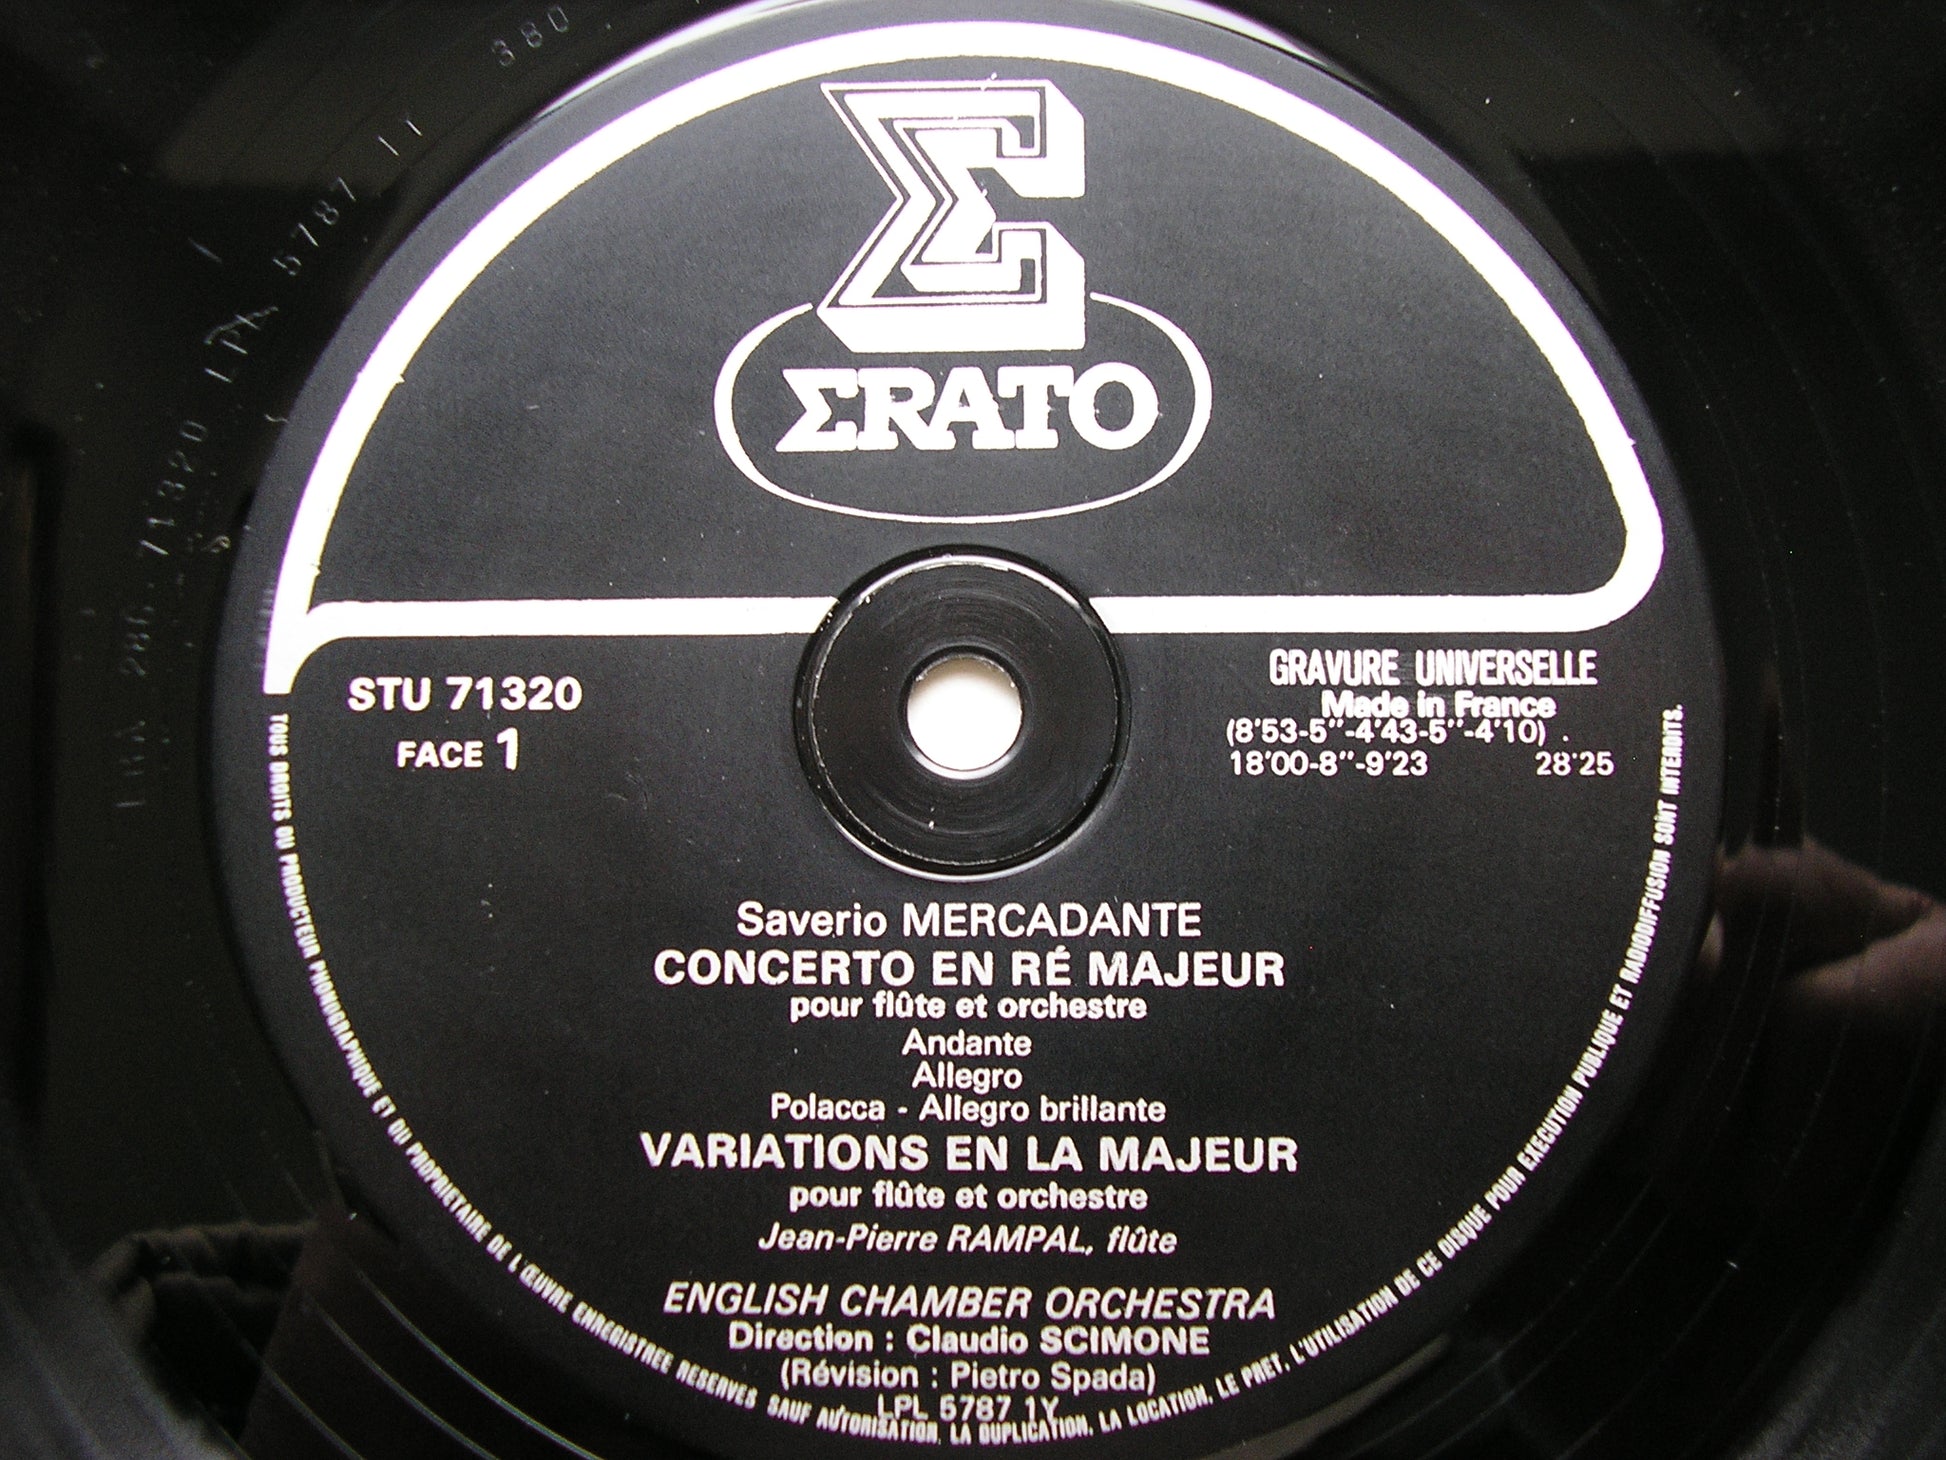 380
71320
5787
ΣRATO
STU 71320
FACE 1
GRAVURE UNIVERSELLE
Made in France
(8'53-5"-4'43-5"-4'10)
18'00-8"-9'23 28'25
Saverio MERCADANTE
CONCERTO EN RÉ MAJEUR
pour flûte et orchestre
Andante
Allegro
Polacca - Allegro brillante
VARIATIONS EN LA MAJEUR
pour flûte et orchestre
Jean-Pierre RAMPAL, flûte
ENGLISH CHAMBER ORCHESTRA
Direction : Claudio SCIMONE
(Révision : Pietro Spada)
LPL 5787 1Y
TOUS DROITS DU PRODUCTEUR PHONOGRAPHIQUE ET DU PROPRIETAIRE DE L'ŒUVRE ENREGISTREE RESERVES SAUF AUTORISATION, LA DUPLICATION, LA LOCATION, LE PRET, L'UTILISATION DE CE DISQUE POUR EXECUTION PUBLIQUE ET RADIODIFFUSION SONT INTERDITS.